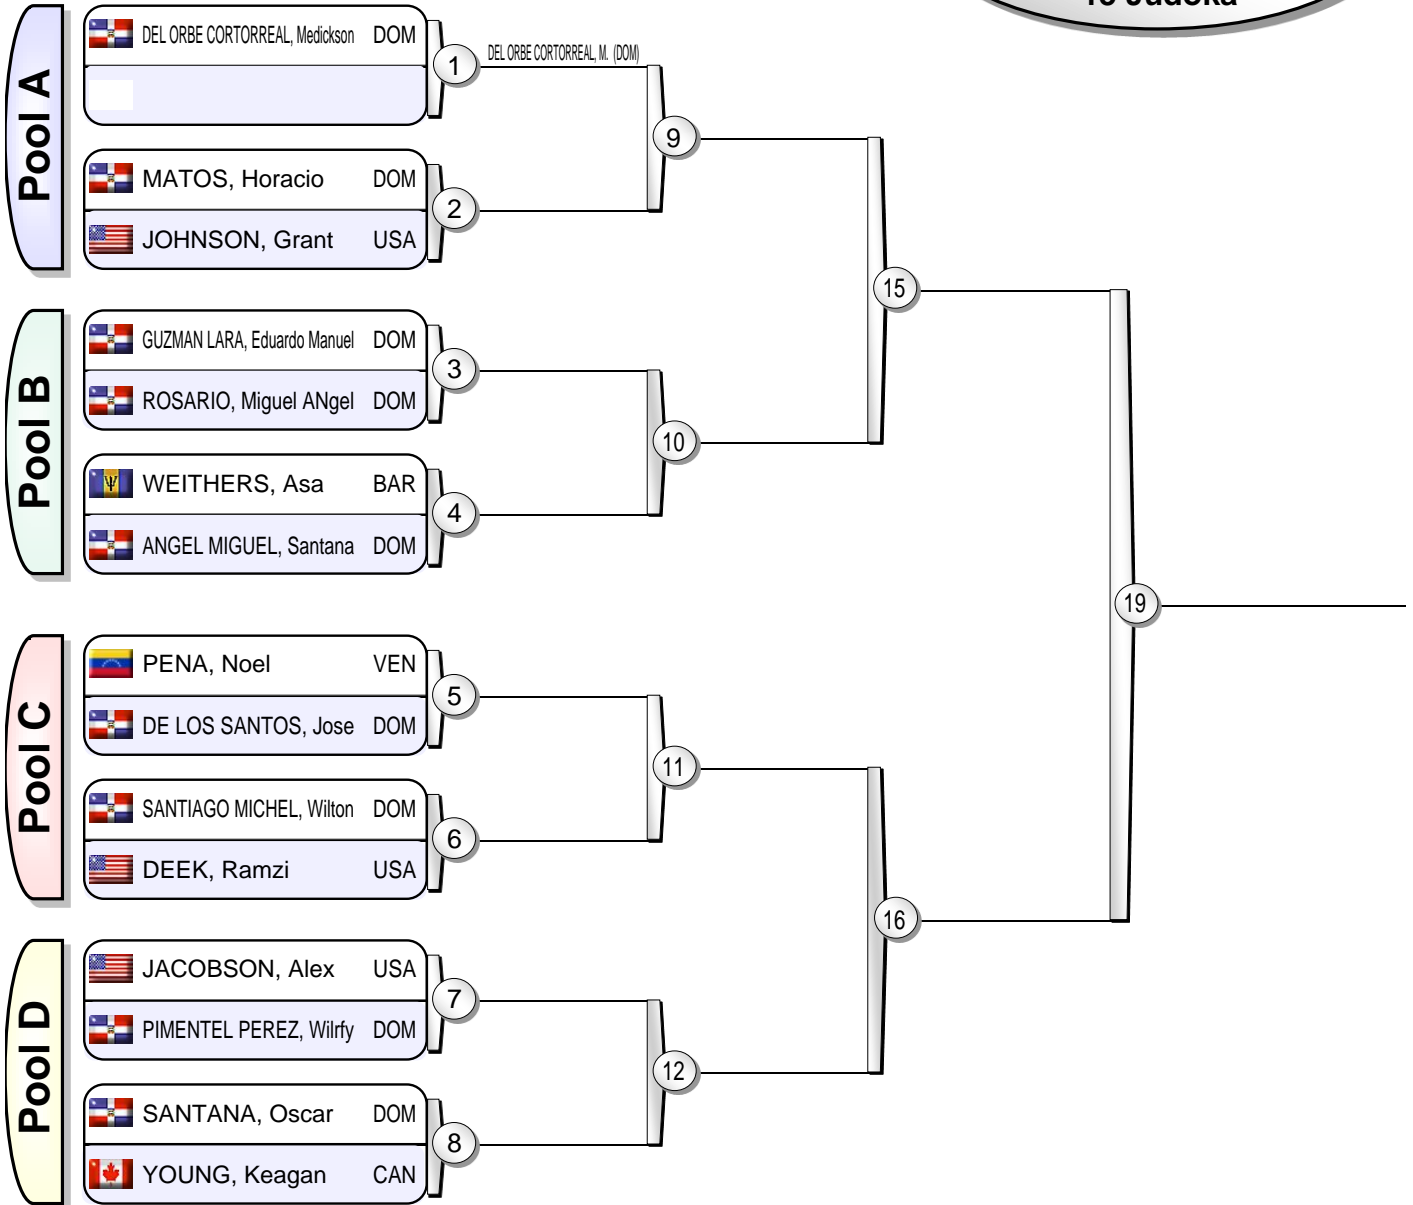 Pool A
DEL ORBE CORTORREAL, Medickson DOM
1
DEL ORBE CORTORREAL, M. (DOM)
9
MATOS, Horacio DOM
2
JOHNSON, Grant USA
15
Pool B
GUZMAN LARA, Eduardo Manuel DOM
3
ROSARIO, Miguel ANgel DOM
10
WEITHERS, Asa BAR
4
ANGEL MIGUEL, Santana DOM
19
Pool C
PENA, Noel VEN
5
DE LOS SANTOS, Jose DOM
11
SANTIAGO MICHEL, Wilton DOM
6
DEEK, Ramzi USA
16
Pool D
JACOBSON, Alex USA
7
PIMENTEL PEREZ, Wilrfy DOM
12
SANTANA, Oscar DOM
8
YOUNG, Keagan CAN